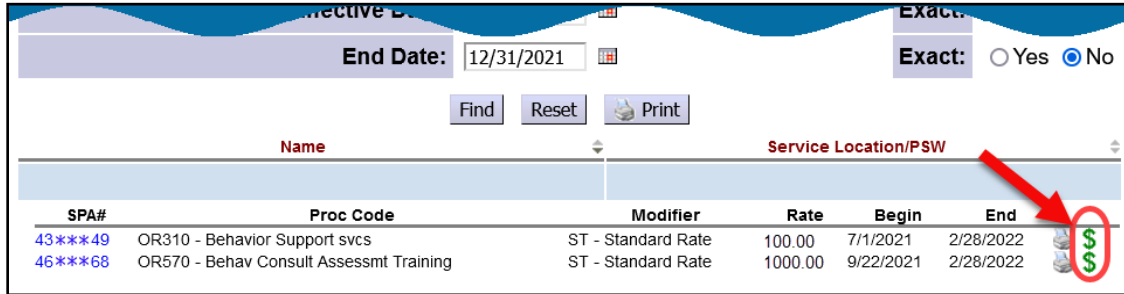 End Date: 12/31/2021 Exact: Yes No
Find Reset Print
Name Service Location/PSW
SPA# Proc Code Modifier Rate Begin End
43***49 OR310 - Behavior Support svcs ST - Standard Rate 100.00 7/1/2021 2/28/2022 $
46***68 OR570 - Behav Consult Assessmt Training ST - Standard Rate 1000.00 9/22/2021 2/28/2022 $